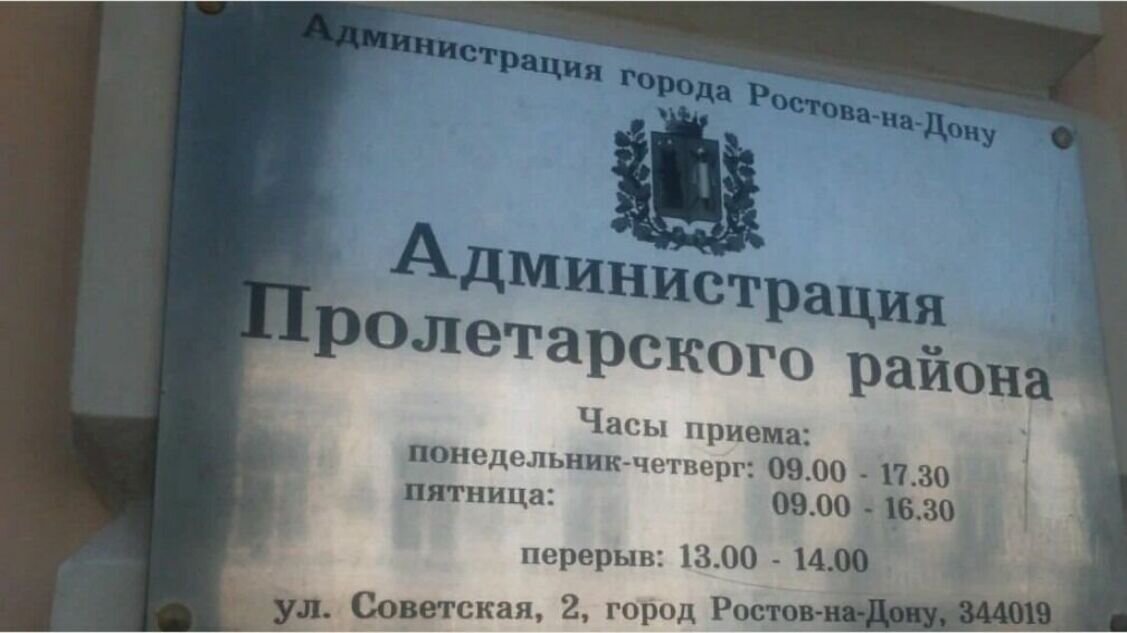 Администрация города Ростова-на-Дону
Администрация
Пролетарского района
Часы приема:
понедельник-четверг: 09.00 - 17.30
пятница: 09.00 - 16.30
перерыв: 13.00 - 14.00
ул. Советская, 2, город Ростов-на-Дону, 344019